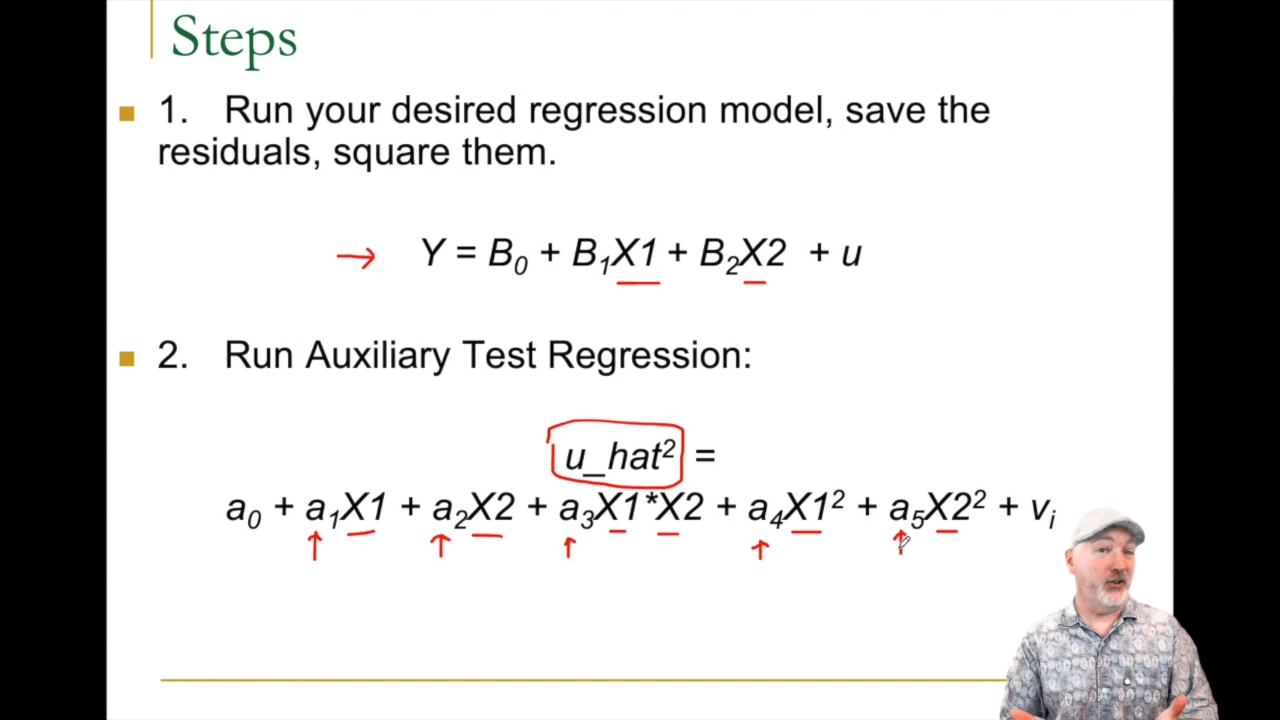 Steps
1. Run your desired regression model, save the
residuals, square them.
→ Y = B₀ + B₁X1 + B₂X2 + u
2. Run Auxiliary Test Regression:
u_hat² =
a₀ + a₁X1 + a₂X2 + a₃X1*X2 + a₄X1² + a₅X2² + vᵢ